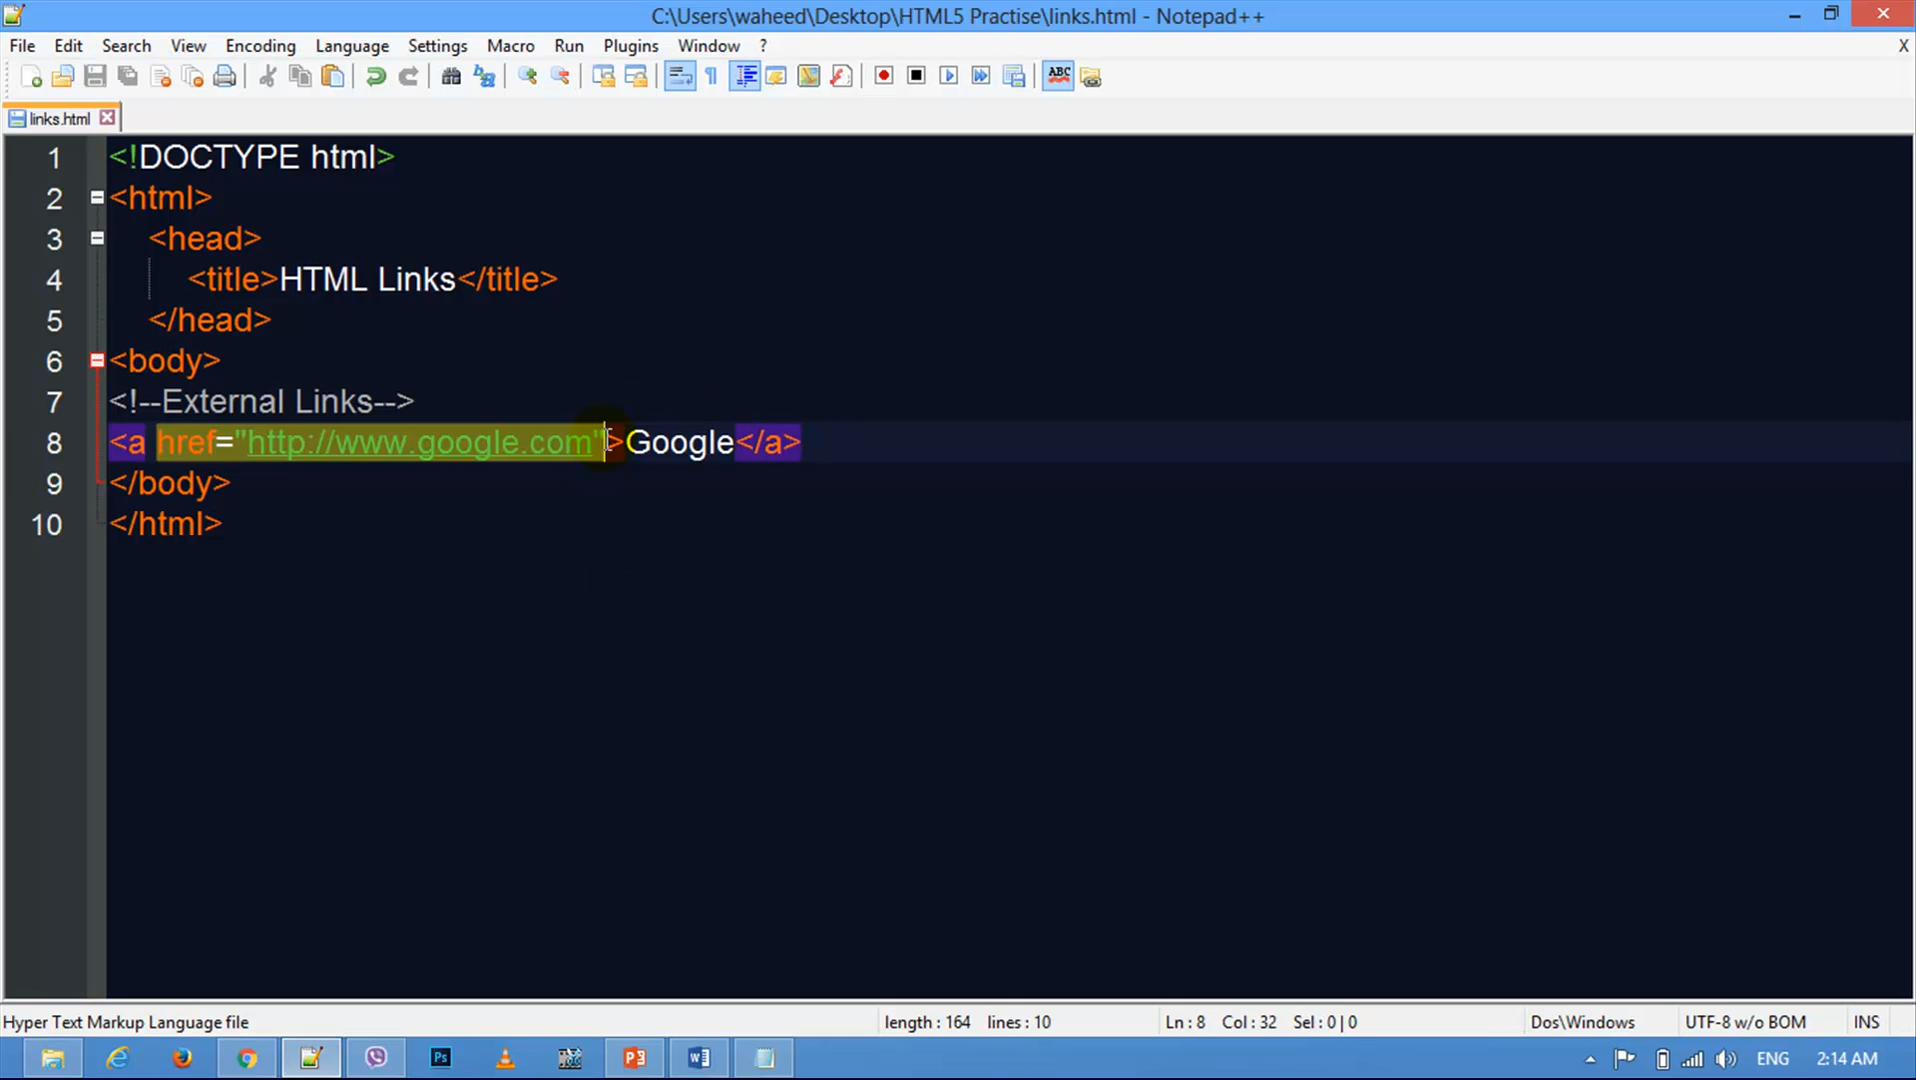 C:\Users\waheed\Desktop\HTML5 Practise\links.html - Notepad++
File Edit Search View Encoding Language Settings Macro Run Plugins Window ? X
ABC
links.html
1 <!DOCTYPE html>
2 <html>
3 <head>
4 <title>HTML Links</title>
5 </head>
6 <body>
7 <!--External Links-->
8 <a href="http://www.google.com">Google</a>
9 </body>
10 </html>
Hyper Text Markup Language file length : 164 lines : 10 Ln : 8 Col : 32 Sel : 0 | 0 Dos\Windows UTF-8 w/o BOM INS
Ps P3 W ENG 2:14 AM